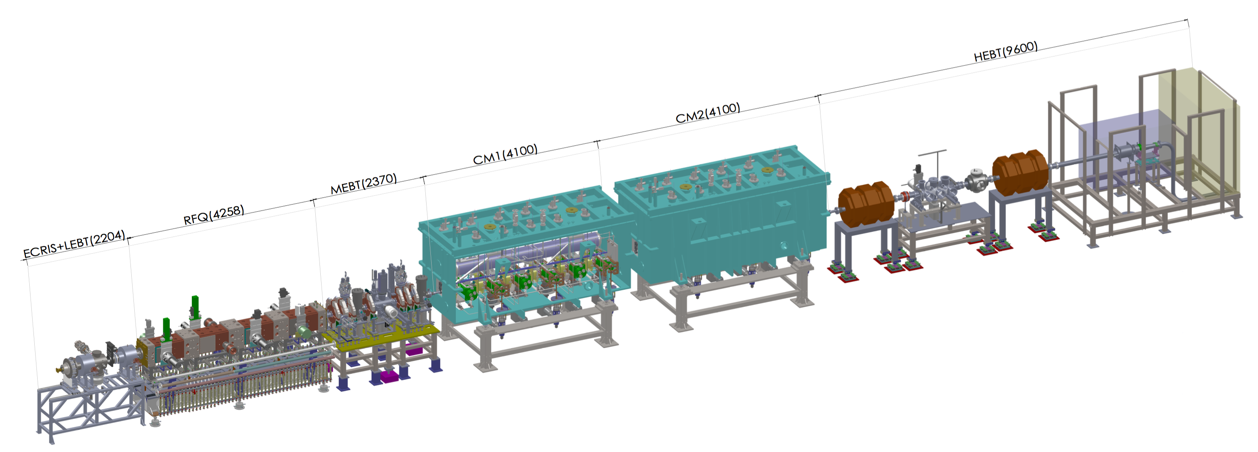 ECRIS+LEBT(2204)
RFQ(4258)
MEBT(2370)
CM1(4100)
CM2(4100)
HEBT(9600)